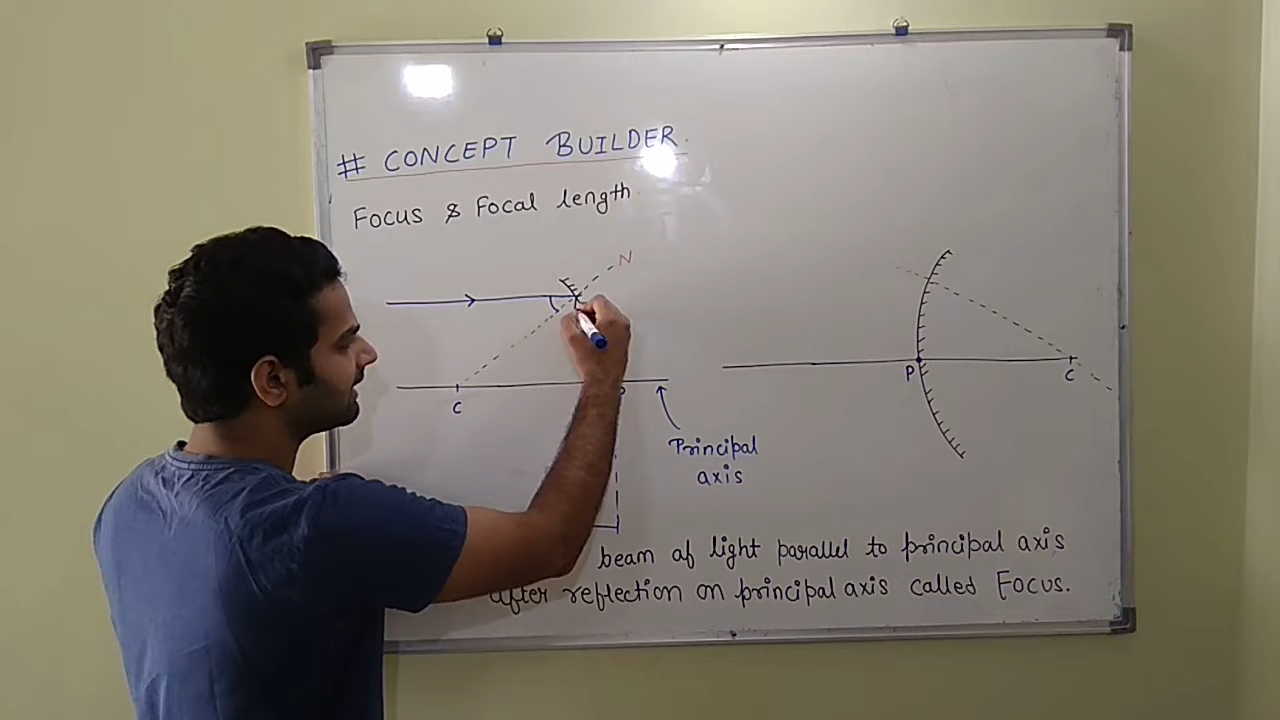 # CONCEPT BUILDER.
Focus & Focal length
N
C
P
C
Principal
axis
beam of light parallel to principal axis
after reflection on principal axis called Focus.